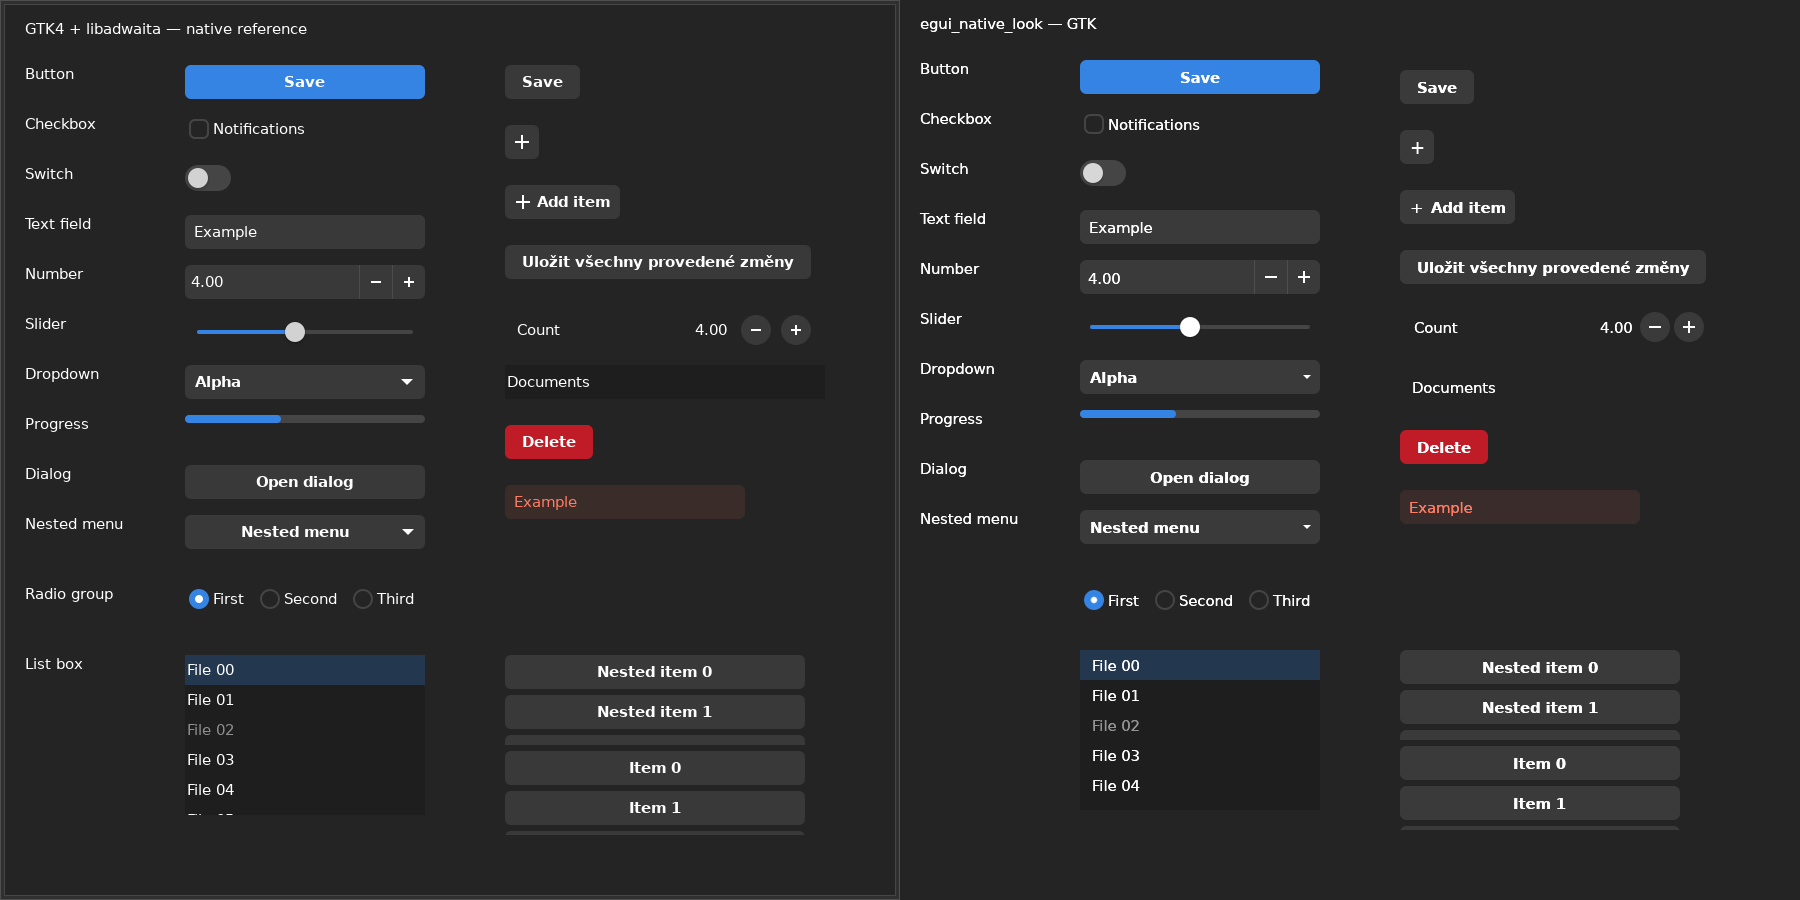 GTK4 + libadwaita — native reference
Button
Save
Save
Checkbox
Notifications
+
Switch
+ Add item
Text field
Example
Uložit všechny provedené změny
Number
4.00 − +
Slider
Count 4.00 − +
Dropdown
Alpha
Documents
Progress
Delete
Dialog
Open dialog
Example
Nested menu
Nested menu
Radio group
First Second Third
List box
File 00
File 01
File 02
File 03
File 04
Nested item 0
Nested item 1
Item 0
Item 1
egui_native_look — GTK
Button
Save
Save
Checkbox
Notifications
+
Switch
+ Add item
Text field
Example
Uložit všechny provedené změny
Number
4.00 − +
Slider
Count 4.00 − +
Dropdown
Alpha
Documents
Progress
Delete
Dialog
Open dialog
Example
Nested menu
Nested menu
First Second Third
File 00
File 01
File 02
File 03
File 04
Nested item 0
Nested item 1
Item 0
Item 1